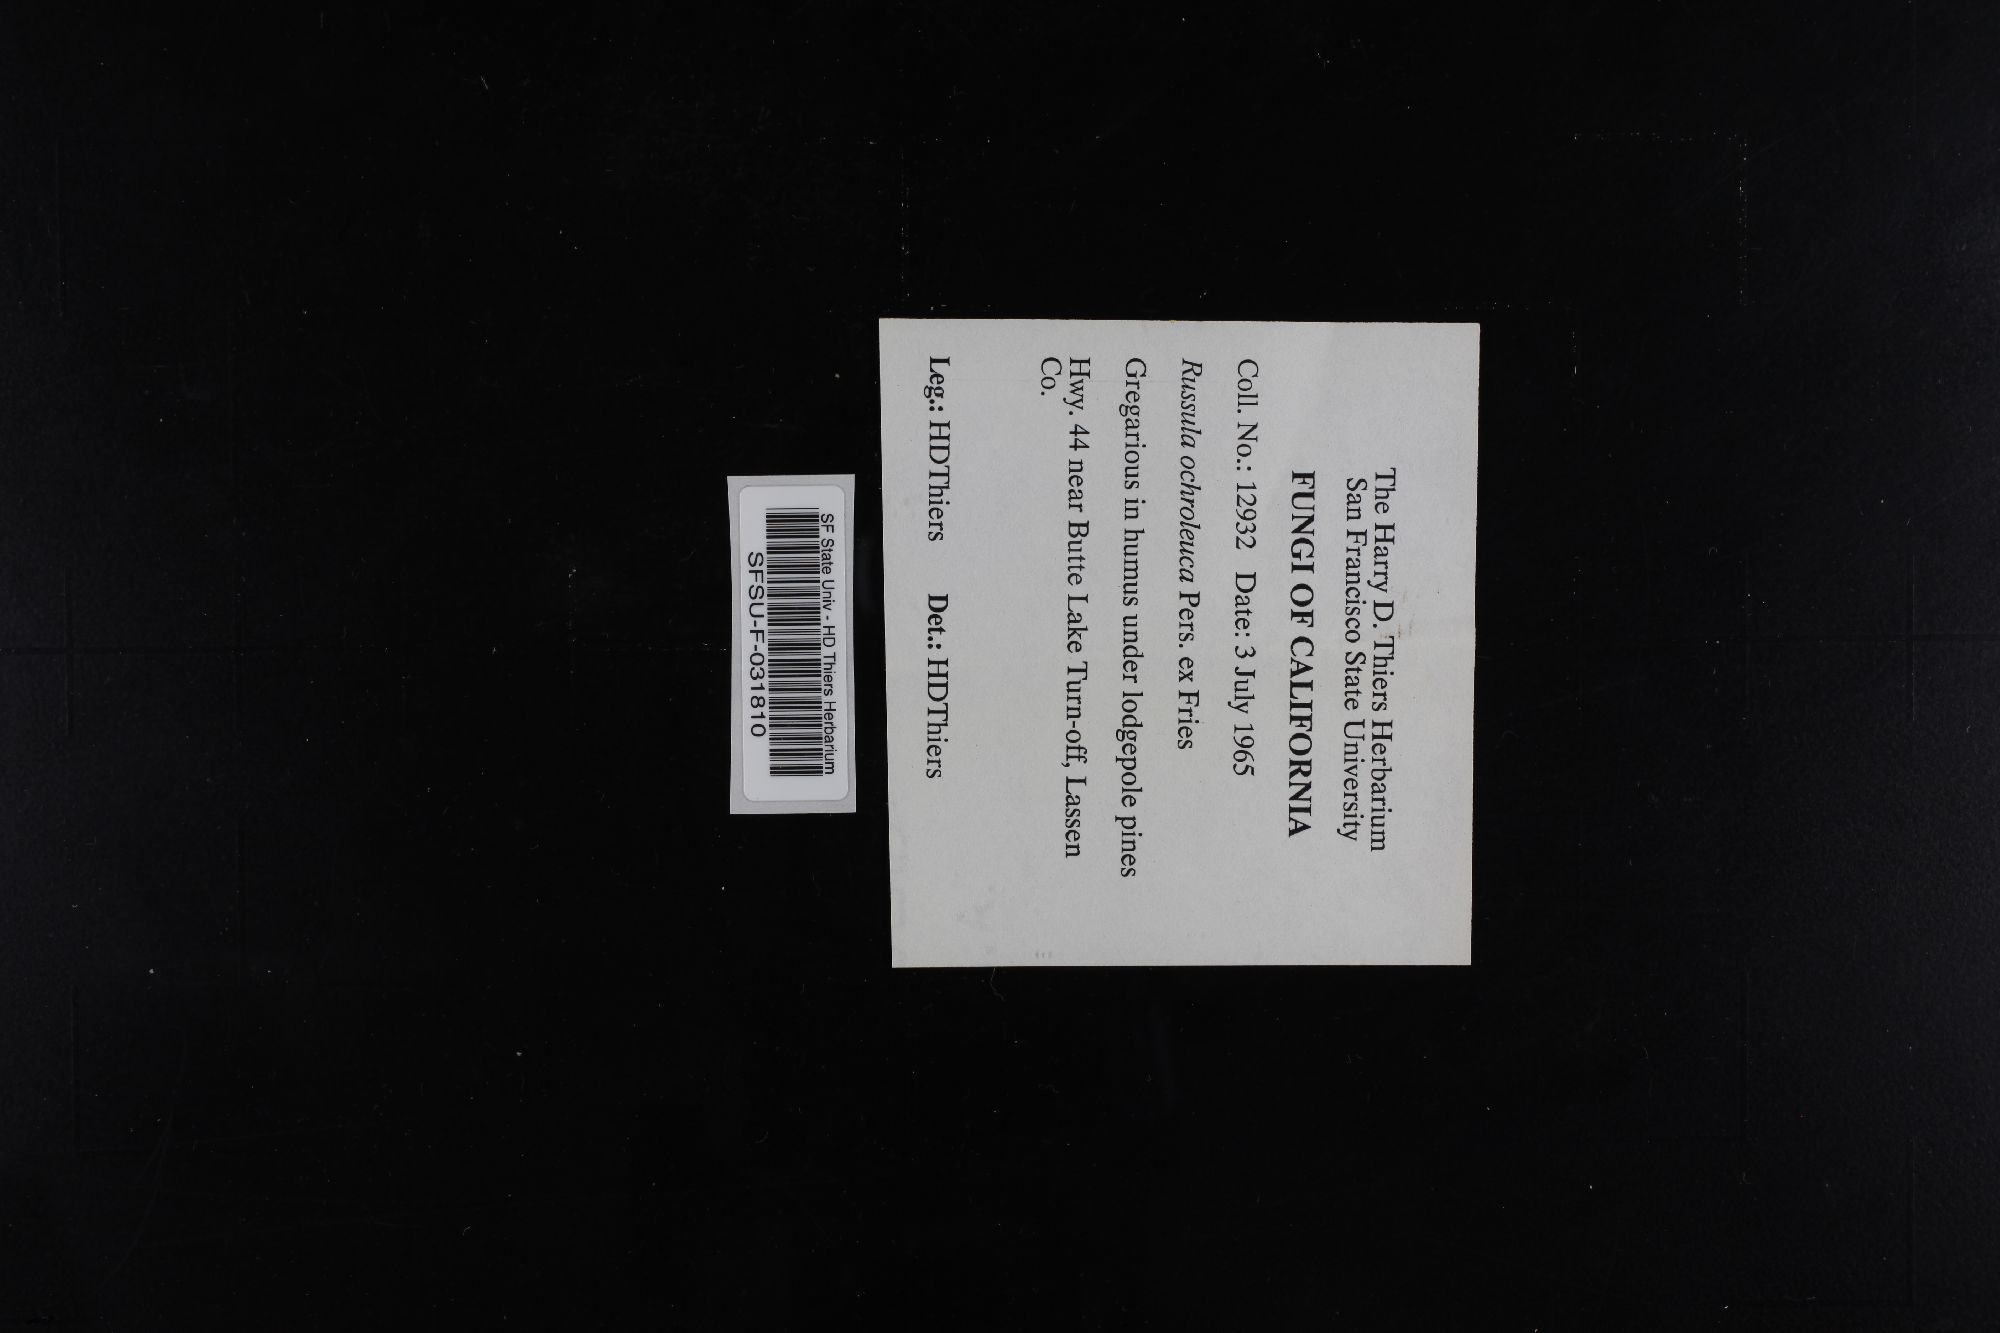 The Harry D. Thiers Herbarium
San Francisco State University
FUNGI OF CALIFORNIA
Coll. No.: 12932 Date: 3 July 1965
Russula ochroleuca Pers. ex Fries
Gregarious in humus under lodgepole pines
Hwy. 44 near Butte Lake Turn-off, Lassen
Co.
Leg.: HDThiers Det.: HDThiers
SF State Univ - HD Thiers Herbarium
SFSU-F-031810